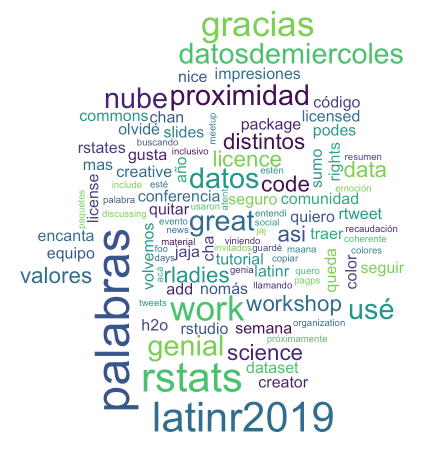 gracias
datosdemiercoles
nice impresiones
nube proximidad
código
commons chan package licensed
olvidé slides meetup podes
buscando
rstates gusta distintos
inclusivo
sumo rights resumen
mas creative licence data
año datos code
license palabra esté
include
conferencia usaron seguro estén comunidad emoción
paquetes
quitar great entendí quiero rtweet
discussing
evento
news social asi traer recaudación
encanta volvemos cha jaj coherente
foo jaja invitados guardé maana colores
equipo material viniendo queda
7days genia latinr color seguir
valores rladies tutorial copiar
acá quero
add nomás llamando pagps
tweets work workshop usé
organization
palabras h2o rstudio semana
próximamente
genial science
dataset
rstats creator
latinr2019